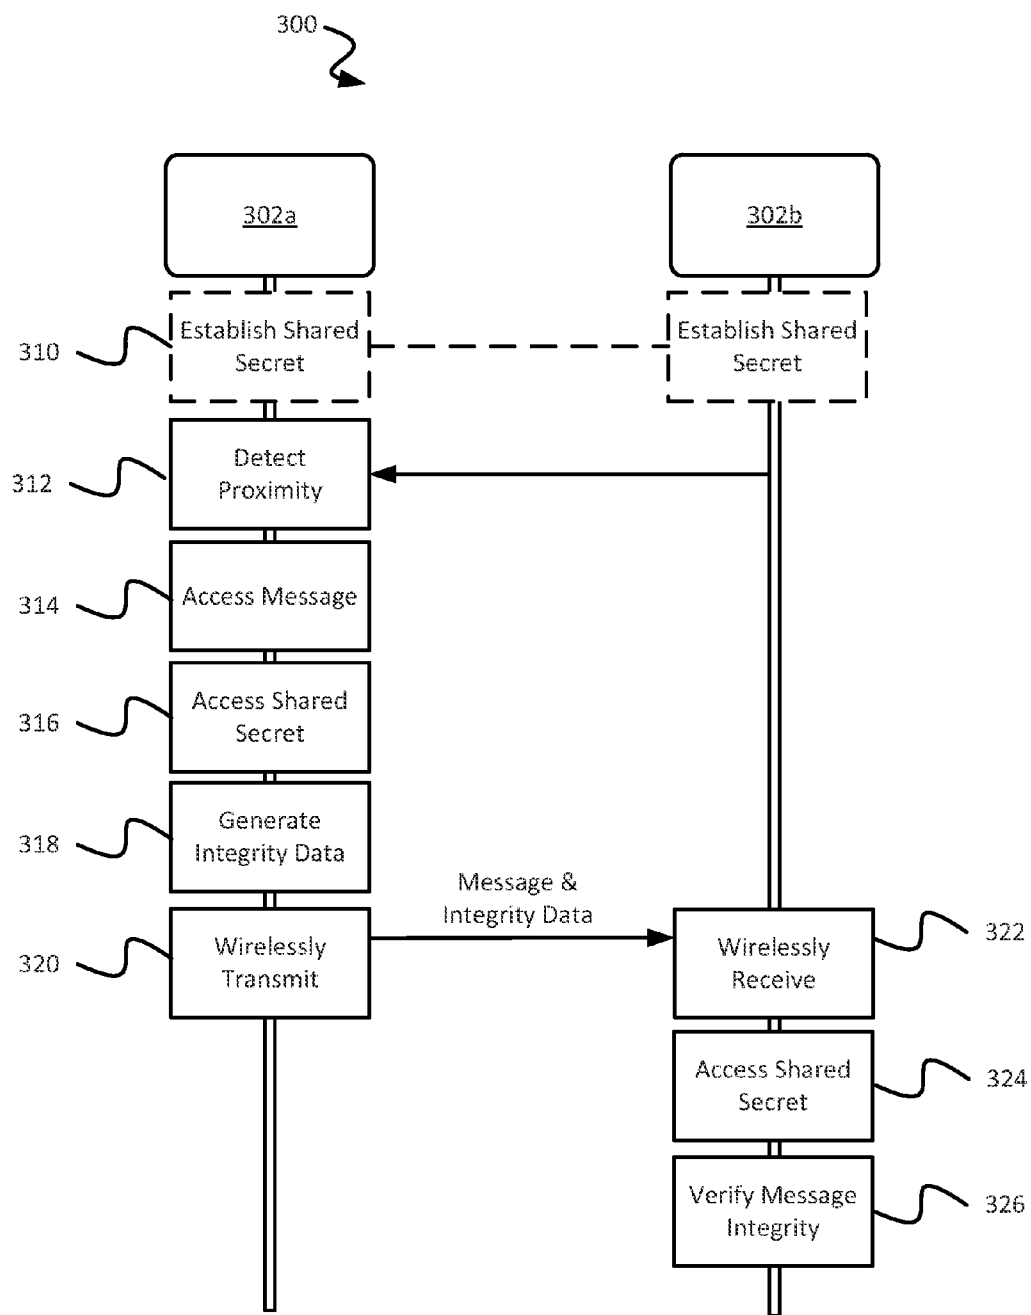 300
302a
302b
Establish Shared
Secret
Establish Shared
Secret
310
Detect
Proximity
312
Access Message
314
Access Shared
Secret
316
Generate
Integrity Data
318
Message &
Integrity Data
Wirelessly
Transmit
320
Wirelessly
Receive
322
Access Shared
Secret
324
Verify Message
Integrity
326